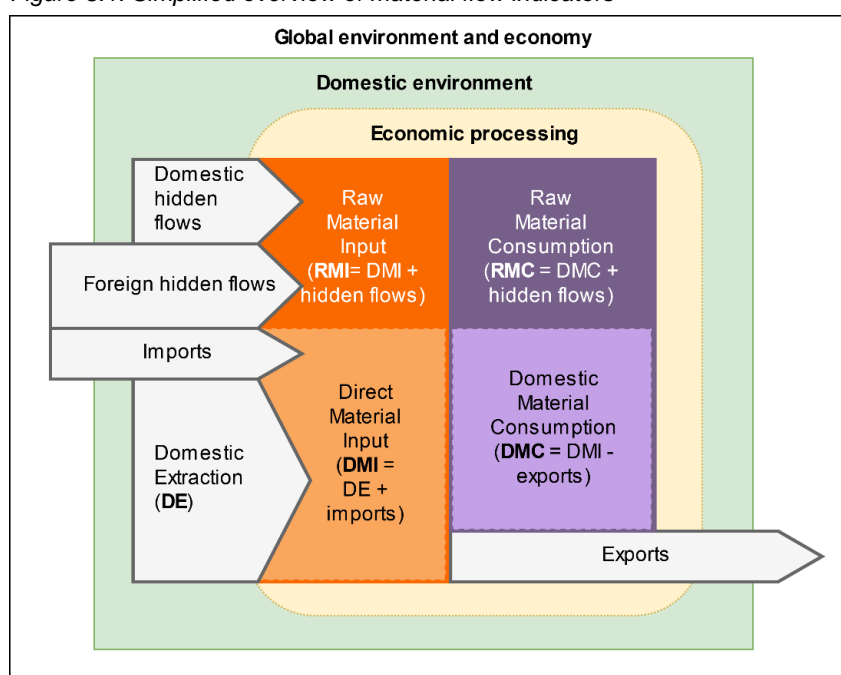 Global environment and economy
Domestic environment
Economic processing
Domestic
hidden
flows
Foreign hidden flows
Imports
Domestic
Extraction
(DE)
Raw
Material
Input
(RMI= DMI +
hidden flows)
Direct
Material
Input
(DMI =
DE +
imports)
Raw
Material
Consumption
(RMC = DMC +
hidden flows)
Domestic
Material
Consumption
(DMC = DMI -
exports)
Exports